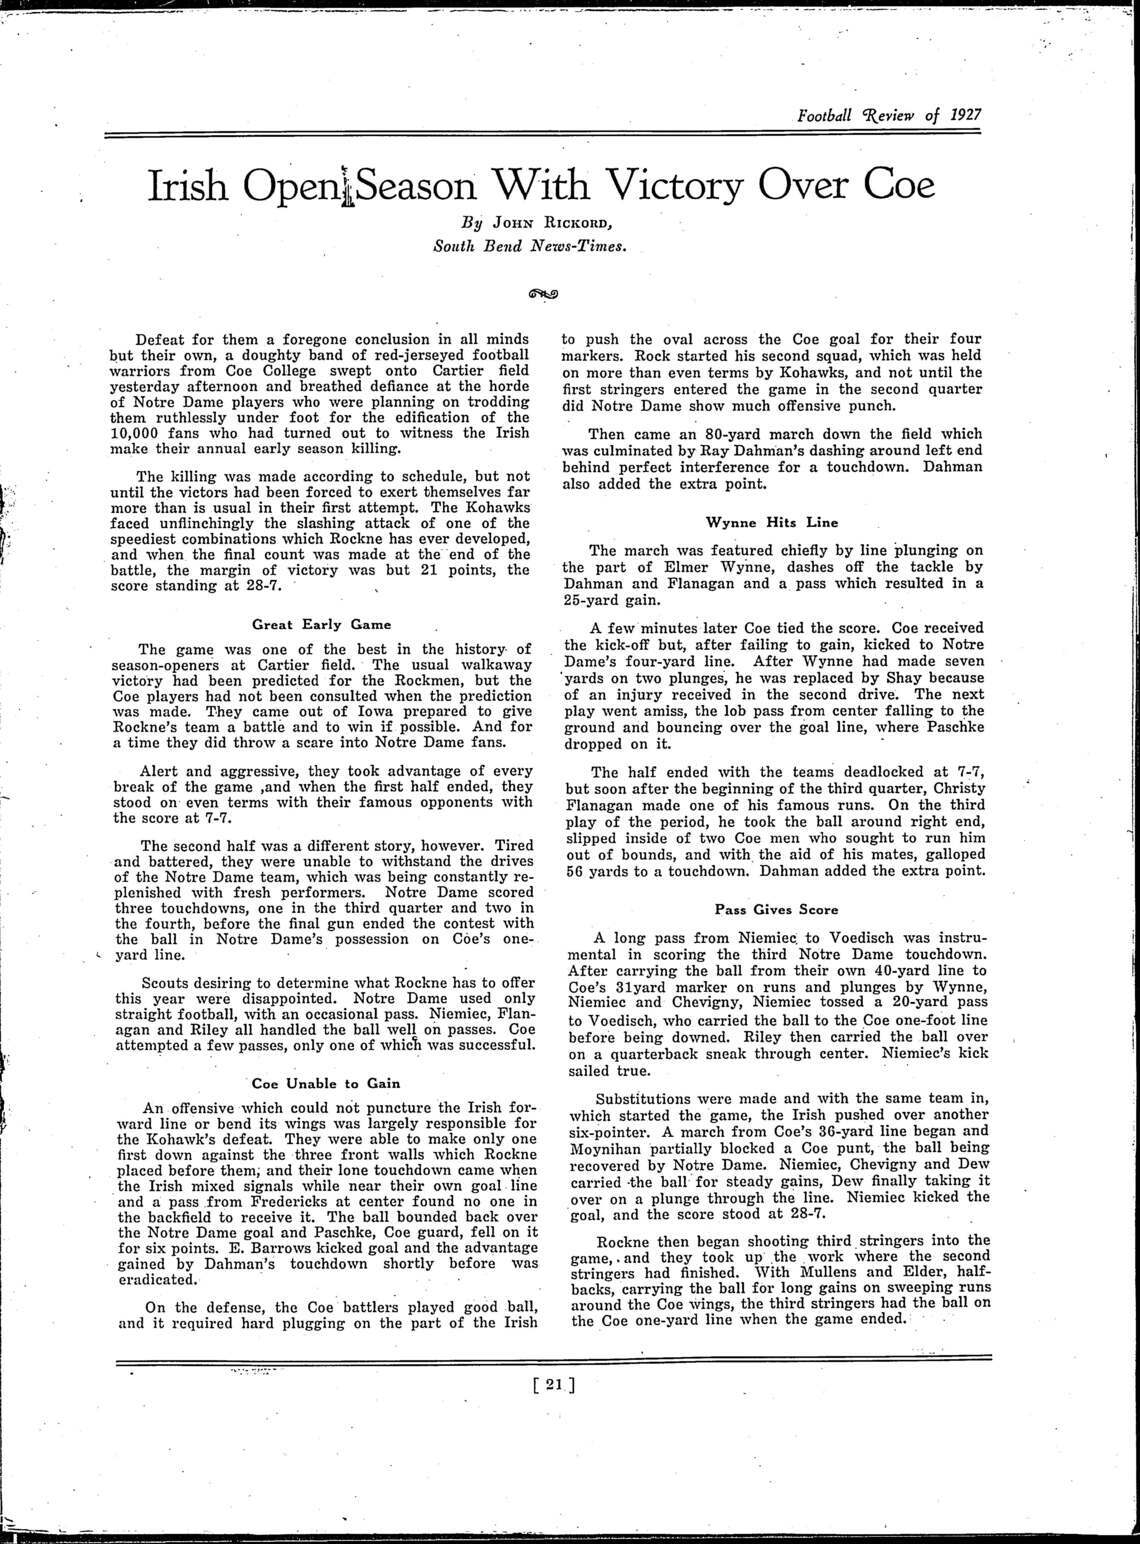 Football Review of 1927
Irish Open Season With Victory Over Coe
By JOHN RICKORD,
South Bend News-Times.
Defeat for them a foregone conclusion in all minds
but their own, a doughty band of red-jerseyed football
warriors from Coe College swept onto Cartier field
yesterday afternoon and breathed defiance at the horde
of Notre Dame players who were planning on trodding
them ruthlessly under foot for the edification of the
10,000 fans who had turned out to witness the Irish
make their annual early season killing.
The killing was made according to schedule, but not
until the victors had been forced to exert themselves far
more than is usual in their first attempt. The Kohawks
faced unflinchingly the slashing attack of one of the
speediest combinations which Rockne has ever developed,
and when the final count was made at the end of the
battle, the margin of victory was but 21 points, the
score standing at 28-7.
Great Early Game
The game was one of the best in the history of
season-openers at Cartier field. The usual walkaway
victory had been predicted for the Rockmen, but the
Coe players had not been consulted when the prediction
was made. They came out of Iowa prepared to give
Rockne's team a battle and to win if possible. And for
a time they did throw a scare into Notre Dame fans.
Alert and aggressive, they took advantage of every
break of the game ,and when the first half ended, they
stood on even terms with their famous opponents with
the score at 7-7.
The second half was a different story, however. Tired
and battered, they were unable to withstand the drives
of the Notre Dame team, which was being constantly re-
plenished with fresh performers. Notre Dame scored
three touchdowns, one in the third quarter and two in
the fourth, before the final gun ended the contest with
the ball in Notre Dame's possession on Coe's one-
yard line.
Scouts desiring to determine what Rockne has to offer
this year were disappointed. Notre Dame used only
straight football, with an occasional pass. Niemiec, Flan-
agan and Riley all handled the ball well on passes. Coe
attempted a few passes, only one of which was successful.
Coe Unable to Gain
An offensive which could not puncture the Irish for-
ward line or bend its wings was largely responsible for
the Kohawk's defeat. They were able to make only one
first down against the three front walls which Rockne
placed before them, and their lone touchdown came when
the Irish mixed signals while near their own goal line
and a pass from Fredericks at center found no one in
the backfield to receive it. The ball bounded back over
the Notre Dame goal and Paschke, Coe guard, fell on it
for six points. E. Barrows kicked goal and the advantage
gained by Dahman's touchdown shortly before was
eradicated.
On the defense, the Coe battlers played good ball,
and it required hard plugging on the part of the Irish
to push the oval across the Coe goal for their four
markers. Rock started his second squad, which was held
on more than even terms by Kohawks, and not until the
first stringers entered the game in the second quarter
did Notre Dame show much offensive punch.
Then came an 80-yard march down the field which
was culminated by Ray Dahman's dashing around left end
behind perfect interference for a touchdown. Dahman
also added the extra point.
Wynne Hits Line
The march was featured chiefly by line plunging on
the part of Elmer Wynne, dashes off the tackle by
Dahman and Flanagan and a pass which resulted in a
25-yard gain.
A few minutes later Coe tied the score. Coe received
the kick-off but, after failing to gain, kicked to Notre
Dame's four-yard line. After Wynne had made seven
yards on two plunges, he was replaced by Shay because
of an injury received in the second drive. The next
play went amiss, the lob pass from center falling to the
ground and bouncing over the goal line, where Paschke
dropped on it.
The half ended with the teams deadlocked at 7-7,
but soon after the beginning of the third quarter, Christy
Flanagan made one of his famous runs. On the third
play of the period, he took the ball around right end,
slipped inside of two Coe men who sought to run him
out of bounds, and with the aid of his mates, galloped
56 yards to a touchdown. Dahman added the extra point.
Pass Gives Score
A long pass from Niemiec to Voedisch was instru-
mental in scoring the third Notre Dame touchdown.
After carrying the ball from their own 40-yard line to
Coe's 31yard marker on runs and plunges by Wynne,
Niemiec and Chevigny, Niemiec tossed a 20-yard pass
to Voedisch, who carried the ball to the Coe one-foot line
before being downed. Riley then carried the ball over
on a quarterback sneak through center. Niemiec's kick
sailed true.
Substitutions were made and with the same team in,
which started the game, the Irish pushed over another
six-pointer. A march from Coe's 36-yard line began and
Moynihan partially blocked a Coe punt, the ball being
recovered by Notre Dame. Niemiec, Chevigny and Dew
carried the ball for steady gains, Dew finally taking it
over on a plunge through the line. Niemiec kicked the
goal, and the score stood at 28-7.
Rockne then began shooting third stringers into the
game, and they took up the work where the second
stringers had finished. With Mullens and Elder, half-
backs, carrying the ball for long gains on sweeping runs
around the Coe wings, the third stringers had the ball on
the Coe one-yard line when the game ended.
[ 21 ]